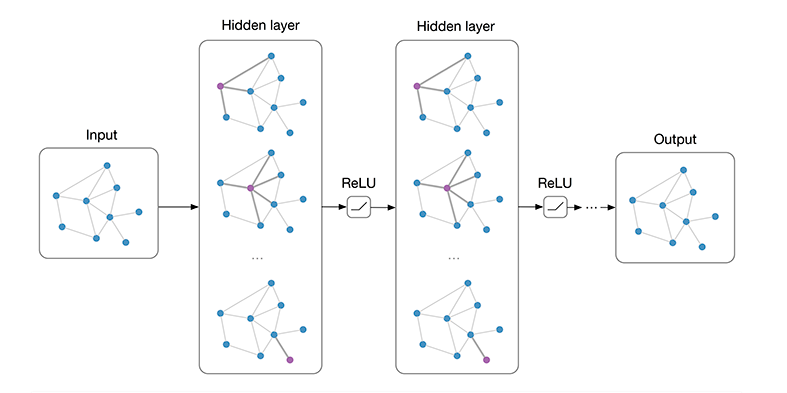 Hidden layer
Hidden layer
Input
Output
ReLU
ReLU
...
...
...